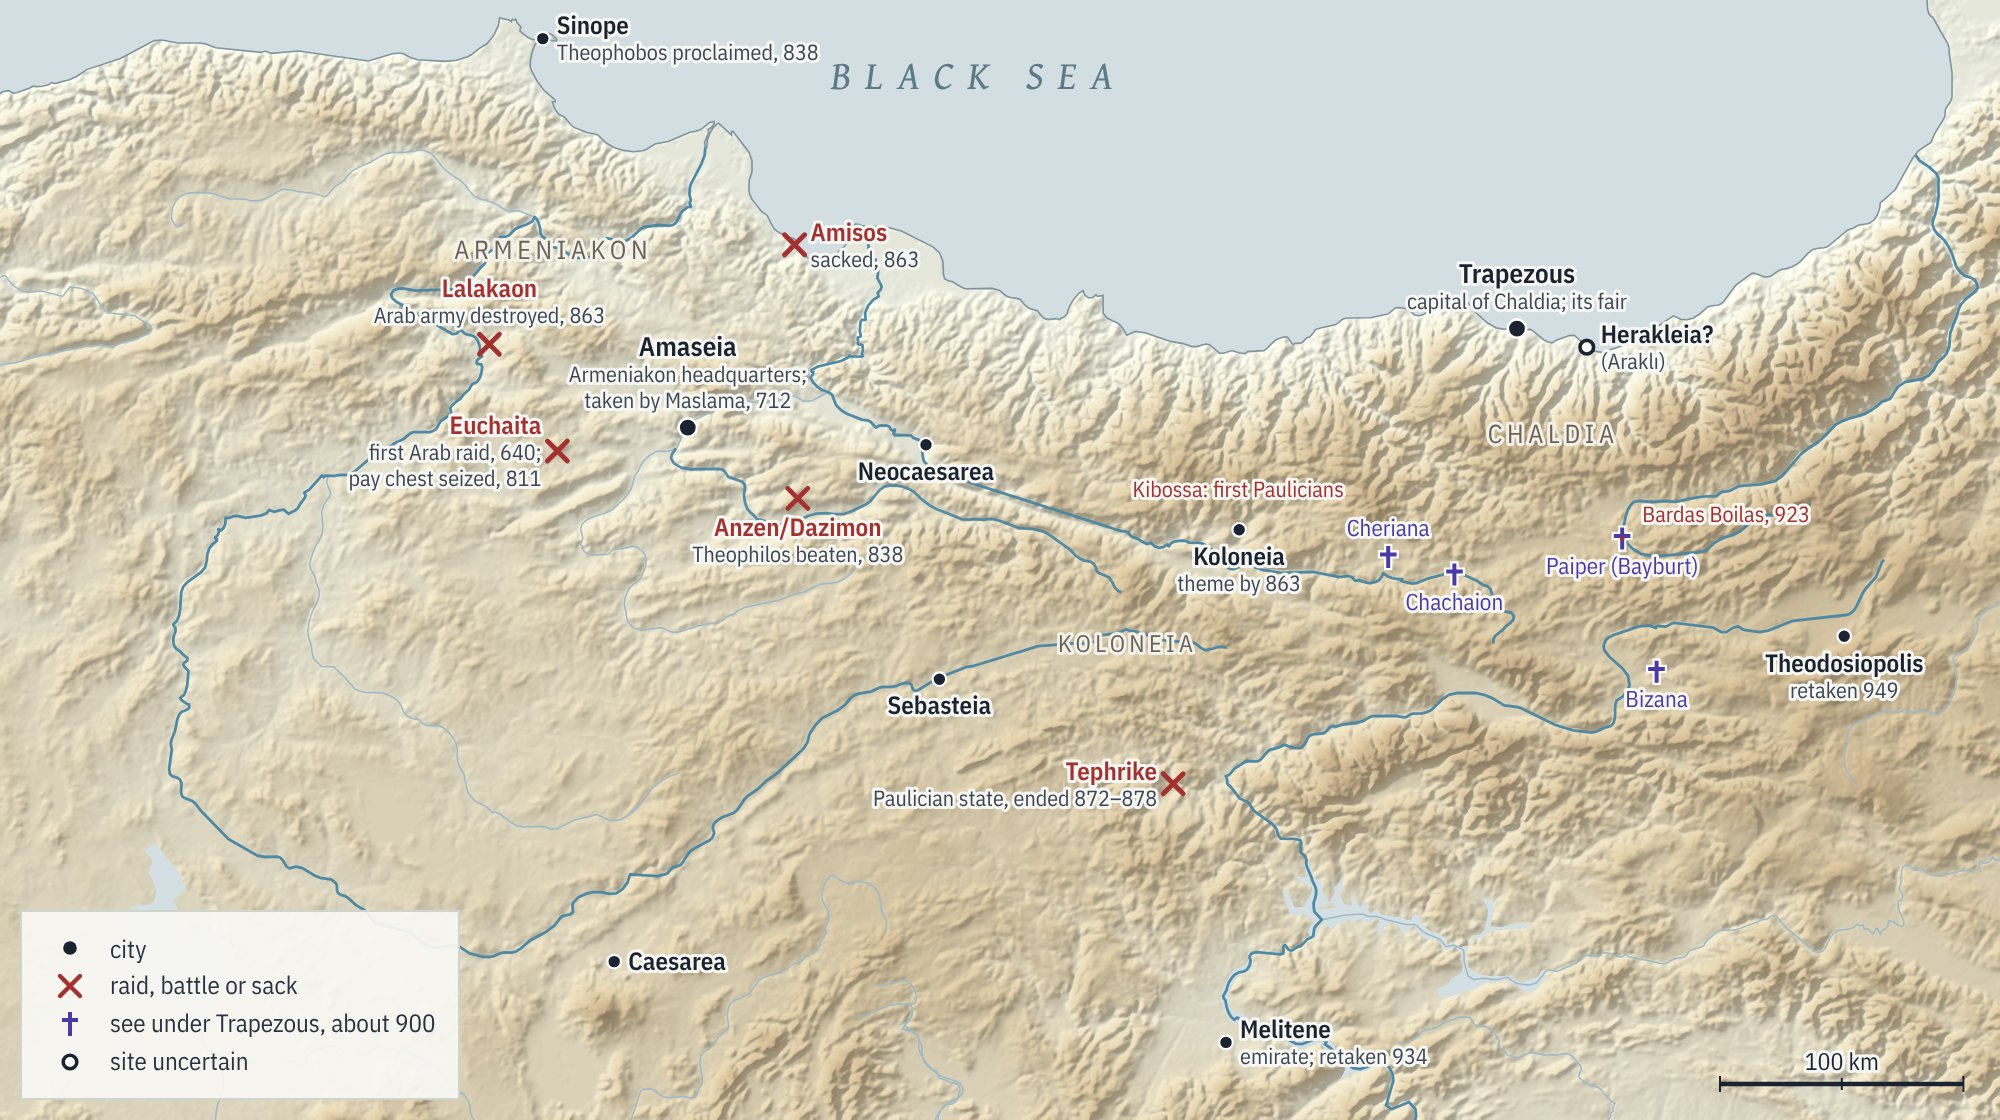 Sinope
Theophobos proclaimed, 838
BLACK SEA
Amisos
sacked, 863
ARMENIAKON
Lalakaon
Arab army destroyed, 863
Trapezous
capital of Chaldia; its fair
Herakleia?
(Araklı)
Amaseia
Armeniakon headquarters;
taken by Maslama, 712
Euchaita
first Arab raid, 640;
pay chest seized, 811
CHALDIA
Neocaesarea
Kibossa: first Paulicians
Anzen/Dazimon
Theophilos beaten, 838
Koloneia
theme by 863
Cheriana
Chachaion
Bardas Boilas, 923
Paiper (Bayburt)
KOLONEIA
Sebasteia
Theodosiopolis
retaken 949
Bizana
Tephrike
Paulician state, ended 872–878
Caesarea
Melitene
emirate; retaken 934
city
raid, battle or sack
see under Trapezous, about 900
site uncertain
100 km